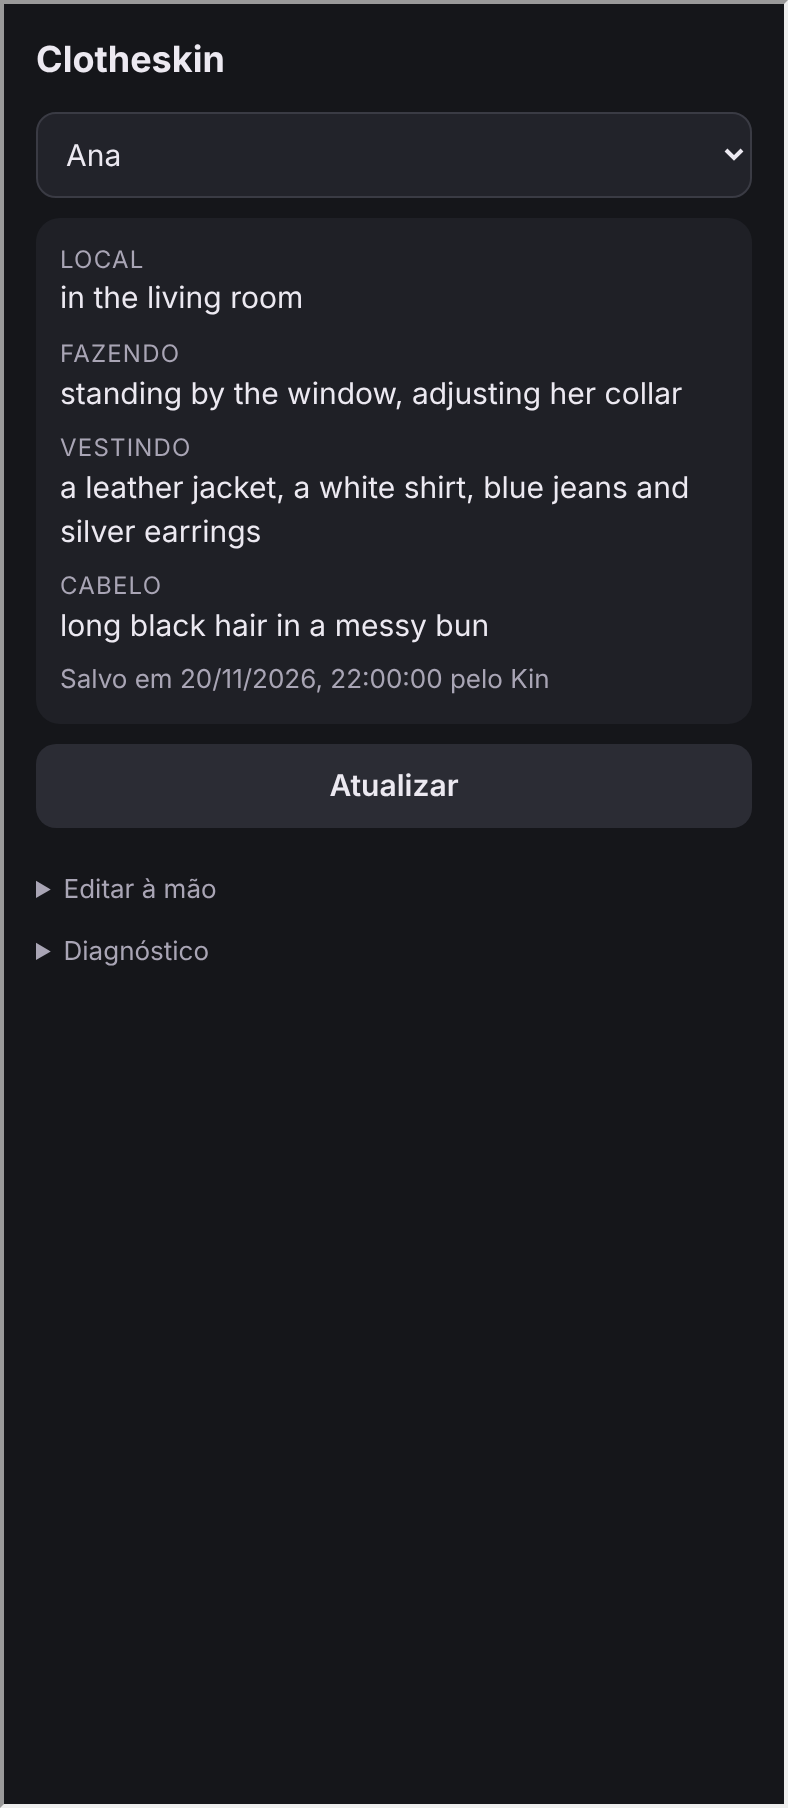 Clotheskin
Ana
LOCAL
in the living room
FAZENDO
standing by the window, adjusting her collar
VESTINDO
a leather jacket, a white shirt, blue jeans and
silver earrings
CABELO
long black hair in a messy bun
Salvo em 20/11/2026, 22:00:00 pelo Kin
Atualizar
Editar à mão
Diagnóstico